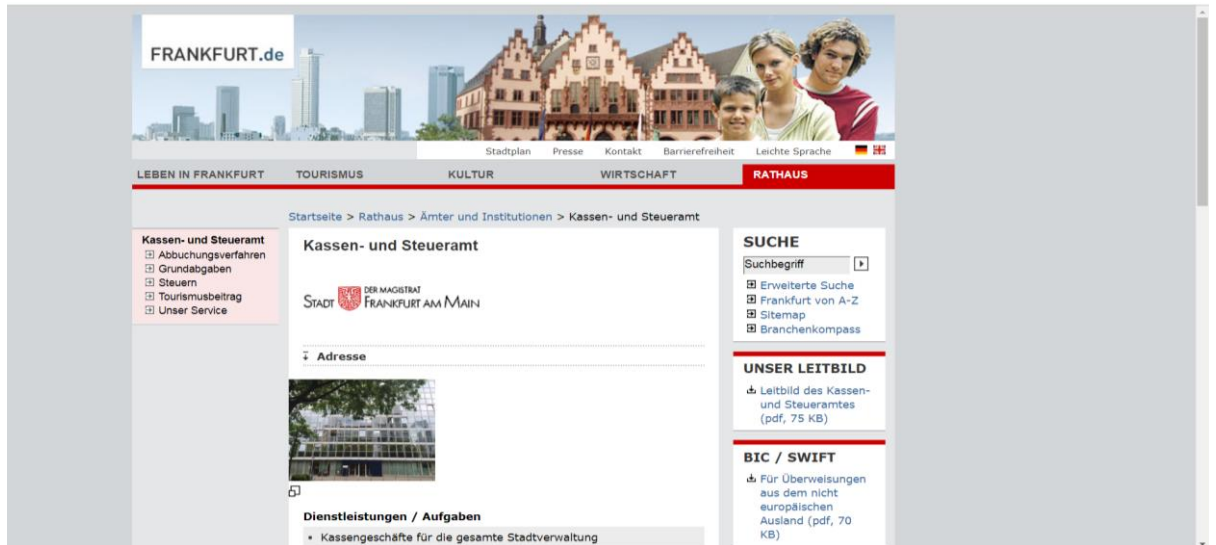 FRANKFURT.de
Stadtplan Presse Kontakt Barrierefreiheit Leichte Sprache
LEBEN IN FRANKFURT TOURISMUS KULTUR WIRTSCHAFT RATHAUS
Startseite > Rathaus > Ämter und Institutionen > Kassen- und Steueramt
Kassen- und Steueramt
Abbuchungsverfahren
Grundabgaben
Steuern
Tourismusbeitrag
Unser Service
Kassen- und Steueramt
DER MAGISTRAT
STADT FRANKFURT AM MAIN
Adresse
Dienstleistungen / Aufgaben
• Kassengeschäfte für die gesamte Stadtverwaltung
SUCHE
Suchbegriff
Erweiterte Suche
Frankfurt von A-Z
Sitemap
Branchenkompass
UNSER LEITBILD
Leitbild des Kassen-
und Steueramtes
(pdf, 75 KB)
BIC / SWIFT
Für Überweisungen
aus dem nicht
europäischen
Ausland (pdf, 70
KB)